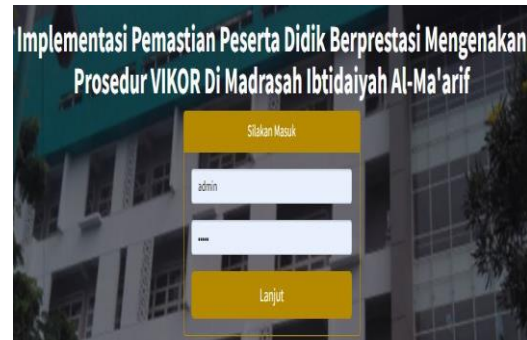 Implementasi Pemastian Peserta Didik Berprestasi Mengenakan
Prosedur VIKOR Di Madrasah Ibtidaiyah Al-Ma'arif
Silakan Masuk
admin
•••••
Lanjut